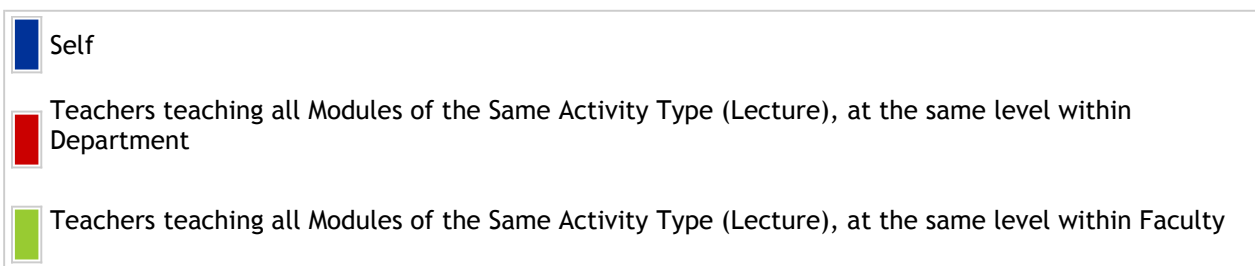 Self
Teachers teaching all Modules of the Same Activity Type (Lecture), at the same level within
Department
Teachers teaching all Modules of the Same Activity Type (Lecture), at the same level within Faculty